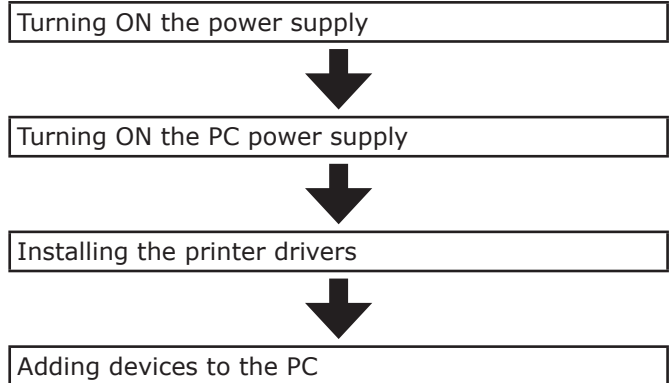 Turning ON the power supply
Turning ON the PC power supply
Installing the printer drivers
Adding devices to the PC